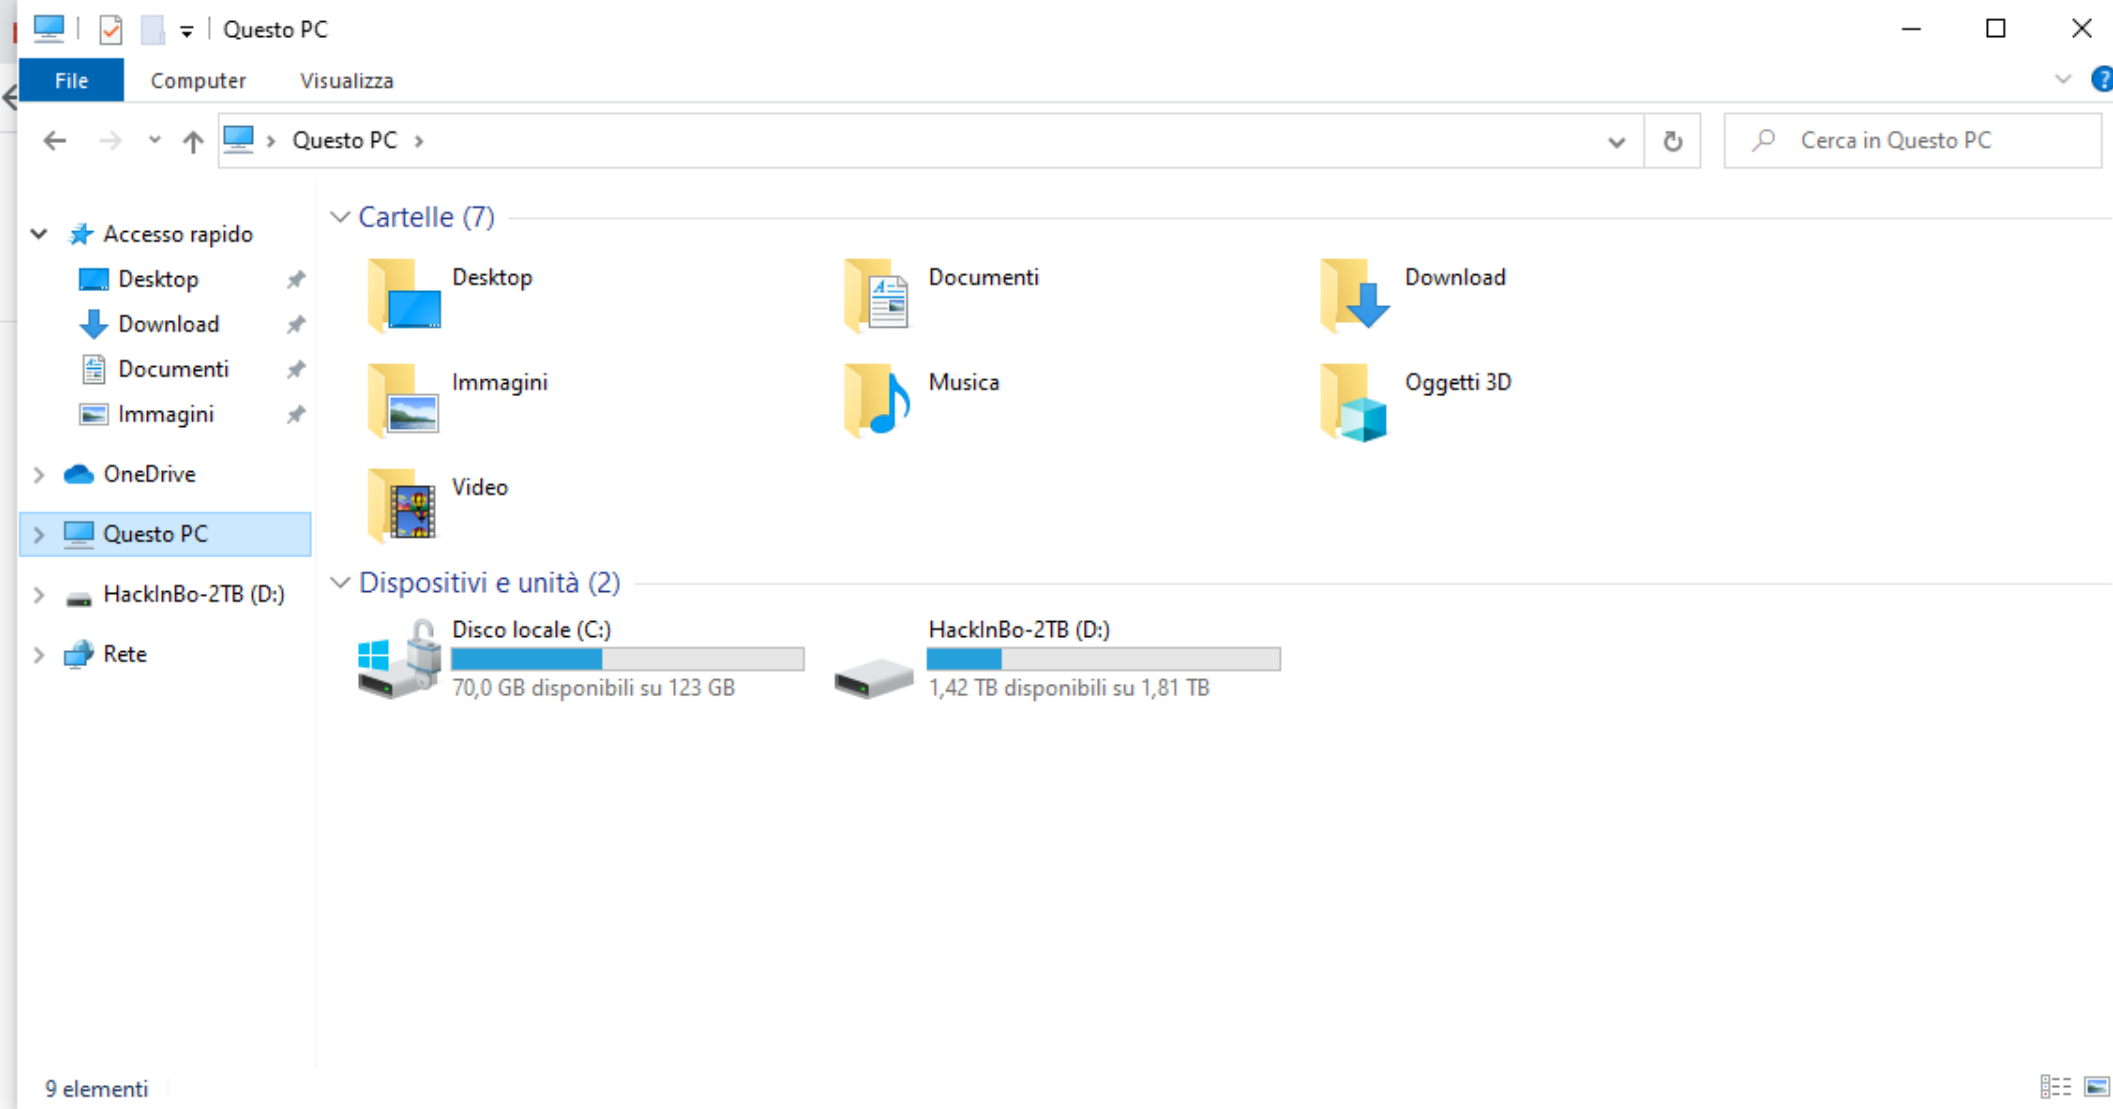 Questo PC
File Computer Visualizza
Questo PC
Cerca in Questo PC
Accesso rapido
Desktop
Download
Documenti
Immagini
OneDrive
Questo PC
HackInBo-2TB (D:)
Rete
Cartelle (7)
Desktop Documenti Download
Immagini Musica Oggetti 3D
Video
Dispositivi e unità (2)
Disco locale (C:)
70,0 GB disponibili su 123 GB
HackInBo-2TB (D:)
1,42 TB disponibili su 1,81 TB
9 elementi